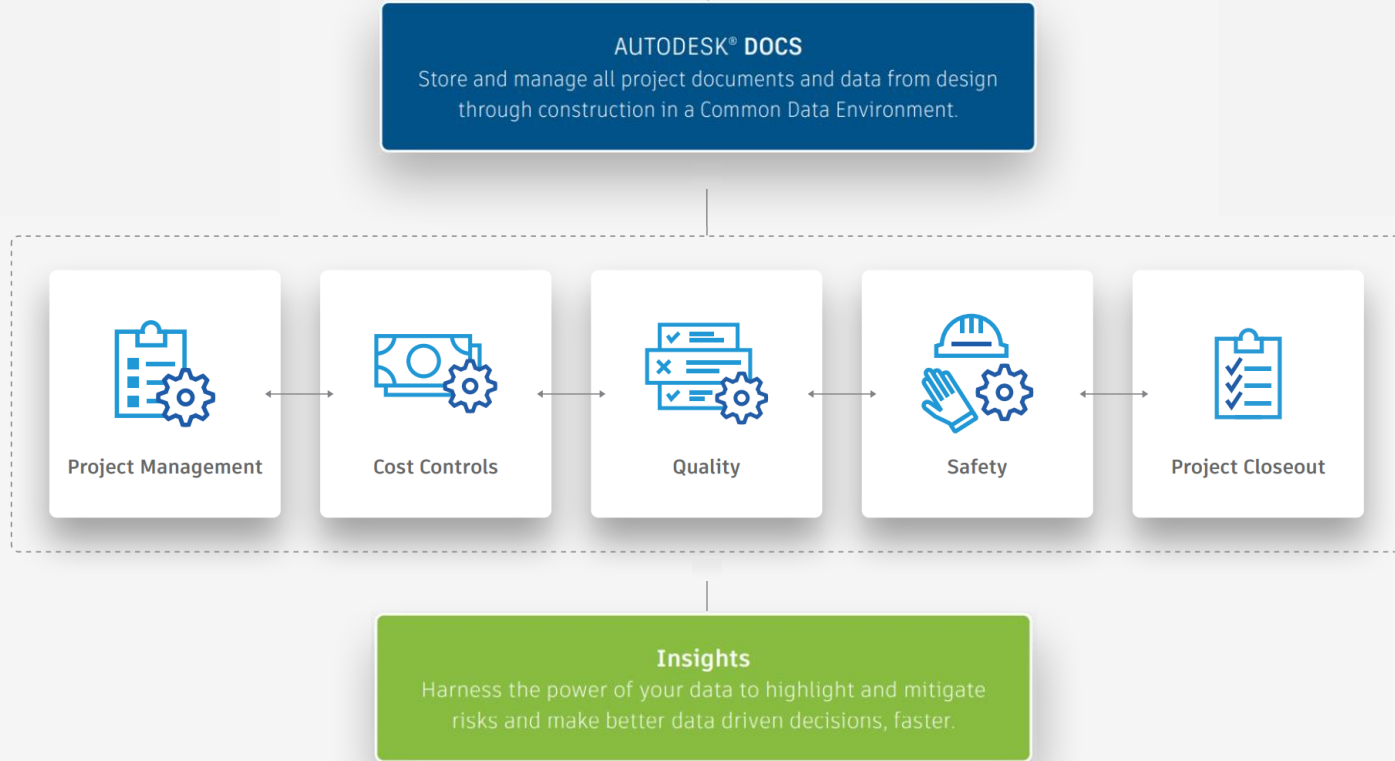 AUTODESK® DOCS
Store and manage all project documents and data from design
through construction in a Common Data Environment.
Project Management
Cost Controls
Quality
Safety
Project Closeout
Insights
Harness the power of your data to highlight and mitigate
risks and make better data driven decisions, faster.